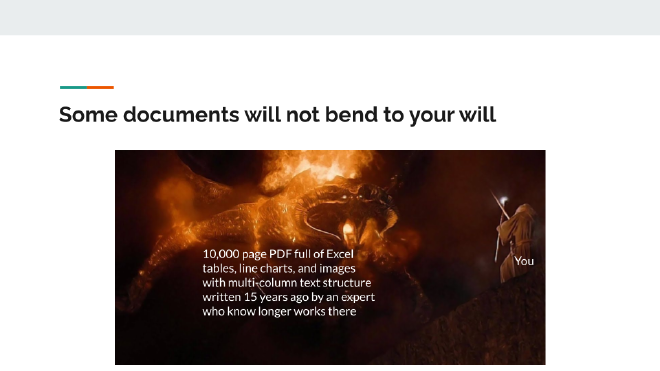 Some documents will not bend to your will
10,000 page PDF full of Excel
tables, line charts, and images
with multi-column text structure
written 15 years ago by an expert
who know longer works there
You